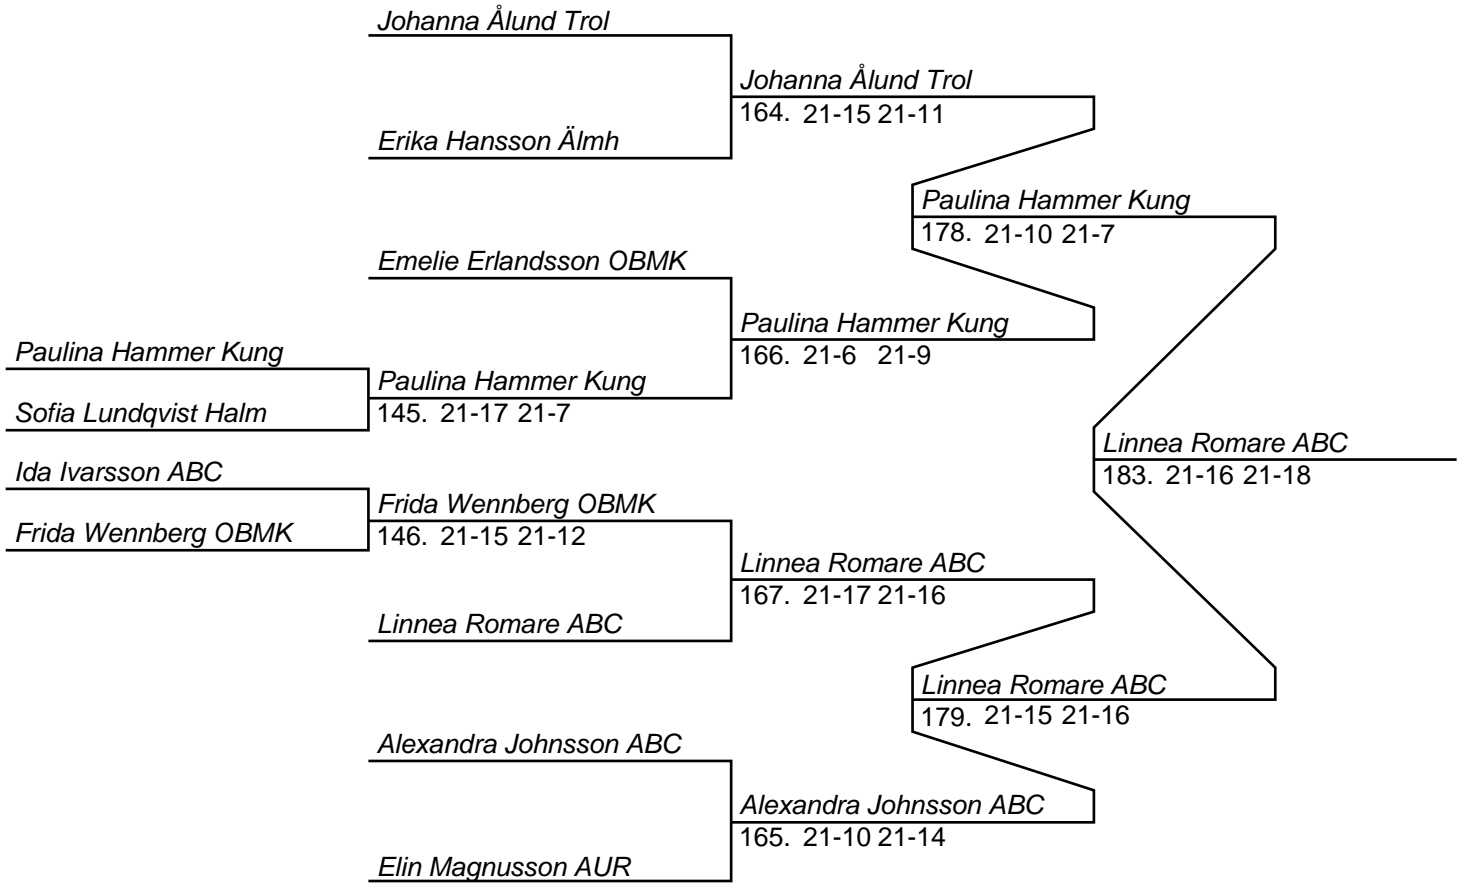 Johanna Ålund Trol
Johanna Ålund Trol
164. 21-15 21-11
Erika Hansson Älmh
Paulina Hammer Kung
178. 21-10 21-7
Emelie Erlandsson OBMK
Paulina Hammer Kung
166. 21-6 21-9
Paulina Hammer Kung
Paulina Hammer Kung
145. 21-17 21-7
Sofia Lundqvist Halm
Linnea Romare ABC
183. 21-16 21-18
Ida Ivarsson ABC
Frida Wennberg OBMK
146. 21-15 21-12
Frida Wennberg OBMK
Linnea Romare ABC
167. 21-17 21-16
Linnea Romare ABC
Linnea Romare ABC
179. 21-15 21-16
Alexandra Johnsson ABC
Alexandra Johnsson ABC
165. 21-10 21-14
Elin Magnusson AUR